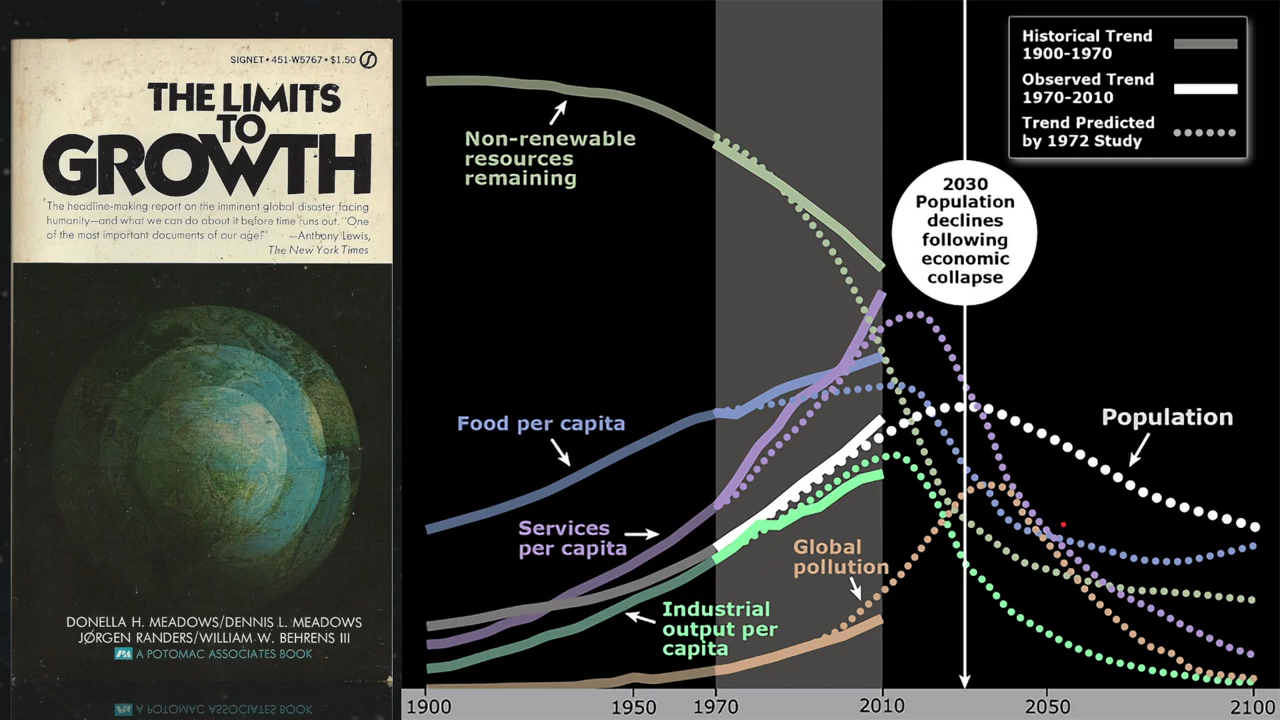 SIGNET • 451-W5767 • $1.50
THE LIMITS
TO
GROWTH
"The headline-making report on the imminent global disaster facing
humanity—and what we can do about it before time runs out. "One
of the most important documents of our age!" —Anthony Lewis,
The New York Times
DONELLA H. MEADOWS/DENNIS L. MEADOWS
JØRGEN RANDERS/WILLIAM W. BEHRENS III
A POTOMAC ASSOCIATES BOOK
Historical Trend
1900-1970
Observed Trend
1970-2010
Trend Predicted
by 1972 Study
2030
Population
declines
following
economic
collapse
Non-renewable
resources
remaining
Food per capita
Population
Services
per capita
Global
pollution
Industrial
output per
capita
1900
1950
1970
2010
2050
2100